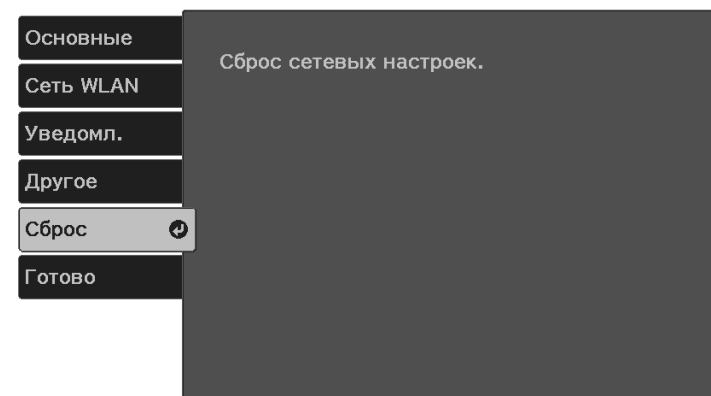 Основные
Сеть WLAN
Уведомл.
Другое
Сброс
Готово
Сброс сетевых настроек.